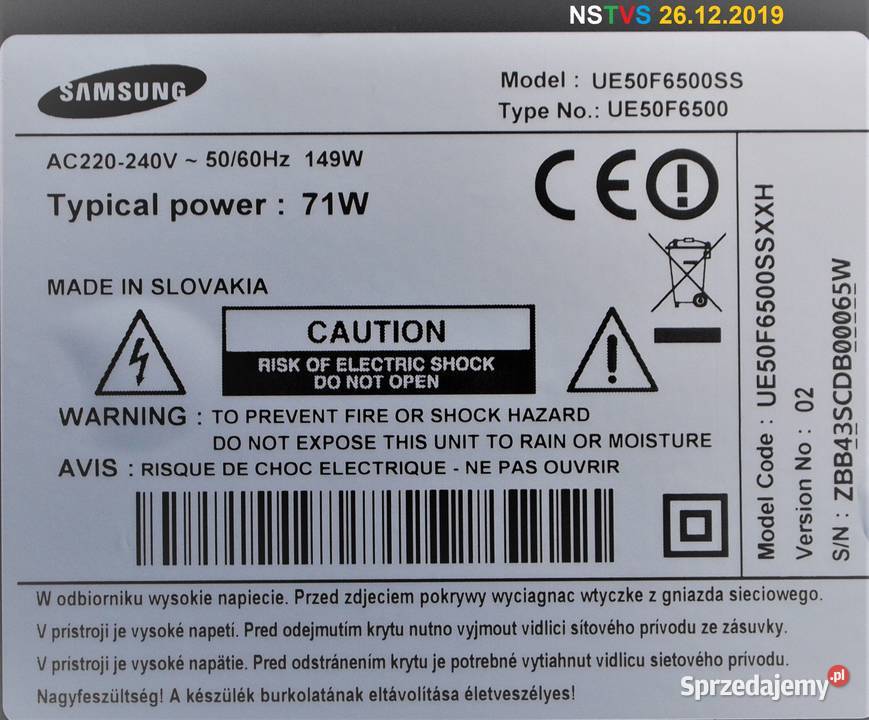 NSTVS 26.12.2019
SAMSUNG
Model : UE50F6500SS
Type No.: UE50F6500
AC220-240V ~ 50/60Hz 149W
Typical power : 71W
CE
MADE IN SLOVAKIA
CAUTION
RISK OF ELECTRIC SHOCK
DO NOT OPEN
WARNING : TO PREVENT FIRE OR SHOCK HAZARD
DO NOT EXPOSE THIS UNIT TO RAIN OR MOISTURE
AVIS : RISQUE DE CHOC ELECTRIQUE - NE PAS OUVRIR
Model Code : UE50F6500SSXXH
Version No : 02
S/N : ZBB43SCDB00065W
W odbiorniku wysokie napiecie. Przed zdjeciem pokrywy wyciagnac wtyczke z gniazda sieciowego.
V prístroji je vysoké napetí. Pred odejmutím krytu nutno vyjmout vidlici sítového prívodu ze zásuvky.
V prístroji je vysoké napätie. Pred odstránením krytu je potrebné vytiahnut vidlicu sietového prívodu.
Nagyfeszültség! A készülék burkolatának eltávolítása életveszélyes!
Sprzedajemy.pl